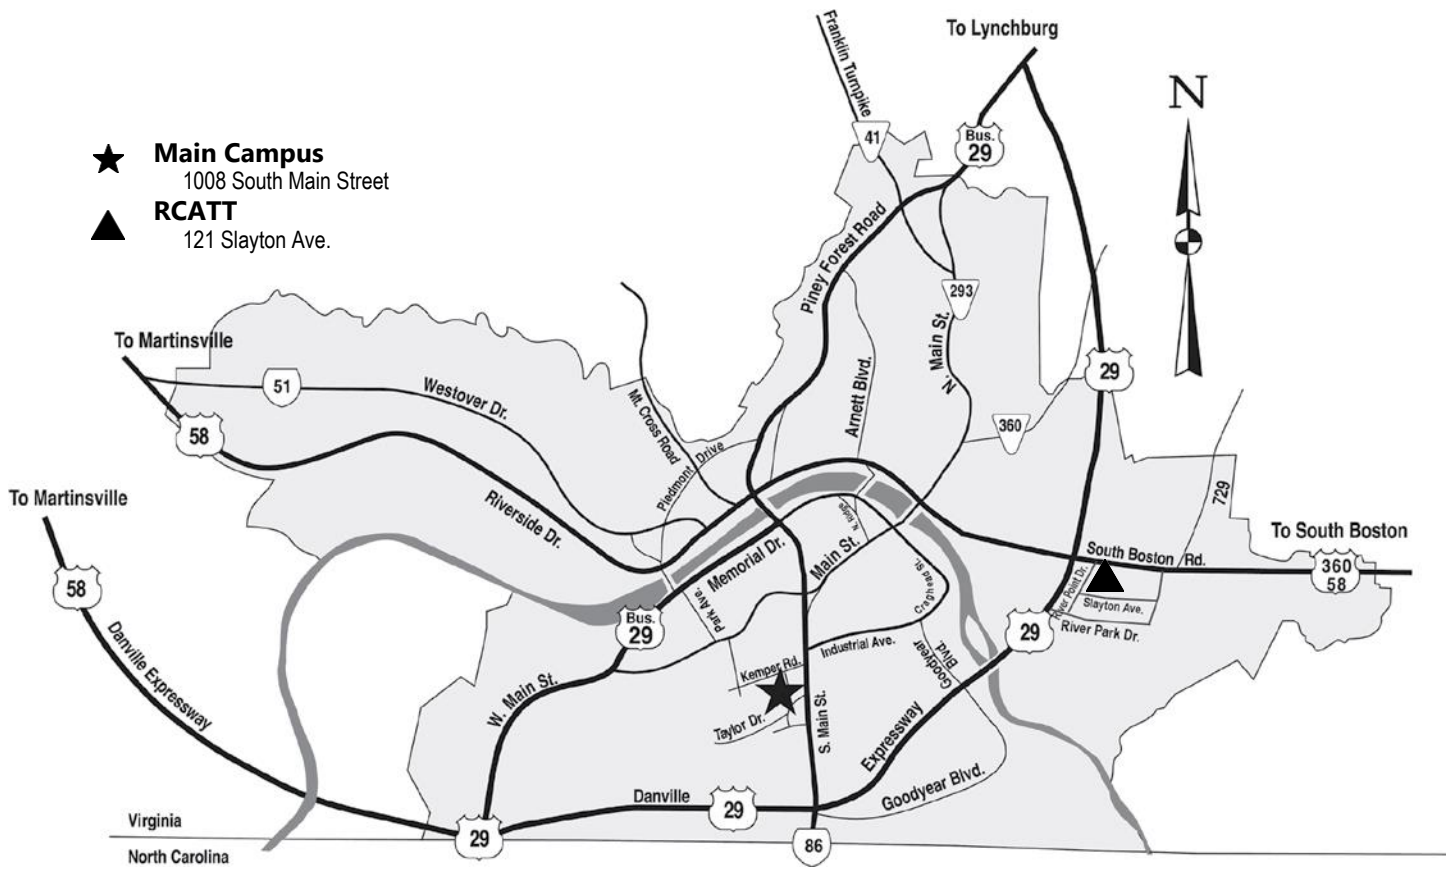 To Lynchburg
Franklin Turnpike
N
41
Bus.
29
Main Campus
1008 South Main Street
RCATT
121 Slayton Ave.
Piney Forest Road
293
N. Main St.
To Martinsville
51
Westover Dr.
Mt. Cross Road
Arnett Blvd.
29
58
360
Piedmont Drive
729
To Martinsville
Riverside Dr.
N. Ridge
To South Boston
South Boston Rd.
360
58
58
Memorial Dr.
Main St.
Craghead St.
River Point Dr.
Slayton Ave.
River Park Dr.
Park Ave.
Bus.
29
29
Industrial Ave.
Goodyear
Blvd.
Kemper Rd.
Danville Expressway
W. Main St.
Taylor Dr.
S. Main St.
Expressway
Goodyear Blvd.
Danville
29
Virginia
North Carolina
29
86